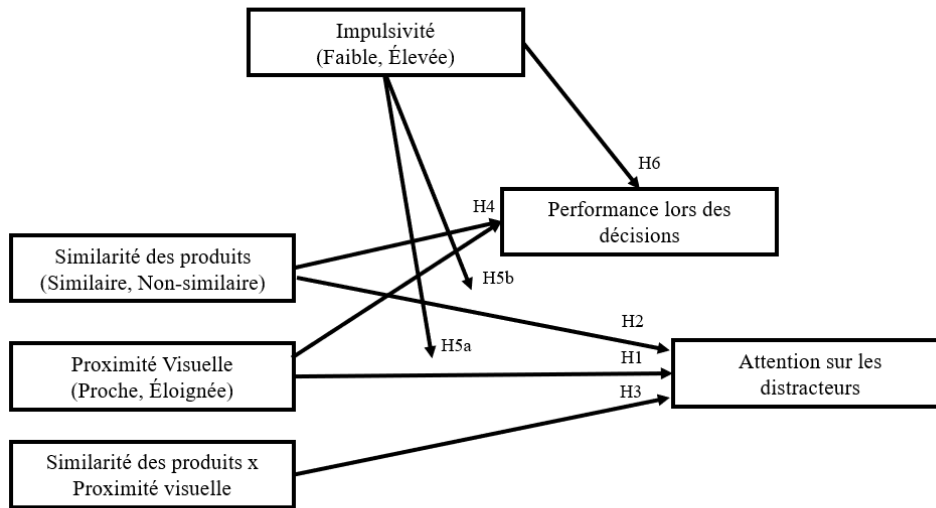 Impulsivité
(Faible, Élevée)
H6
H4
Performance lors des
décisions
Similarité des produits
(Similaire, Non-similaire)
H5b
H2
H5a
H1
Proximité Visuelle
(Proche, Éloignée)
Attention sur les
distracteurs
H3
Similarité des produits x
Proximité visuelle